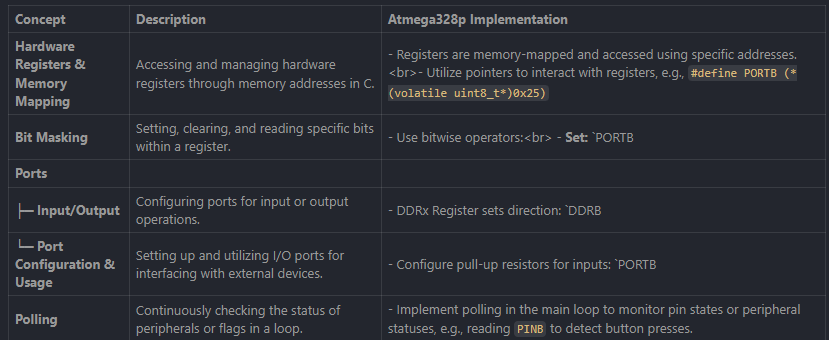 Concept Description Atmega328p Implementation
Hardware Registers & Memory Mapping
Accessing and managing hardware registers through memory addresses in C.
- Registers are memory-mapped and accessed using specific addresses.
<br>- Utilize pointers to interact with registers, e.g., #define PORTB (*
(volatile uint8_t*)0x25)
Bit Masking
Setting, clearing, and reading specific bits
within a register.
- Use bitwise operators:<br> - Set: `PORTB
Ports
├─ Input/Output
Configuring ports for input or output
operations.
- DDRx Register sets direction: `DDRB
└─ Port
Configuration &
Usage
Setting up and utilizing I/O ports for
interfacing with external devices.
- Configure pull-up resistors for inputs: `PORTB
Polling
Continuously checking the status of
peripherals or flags in a loop.
- Implement polling in the main loop to monitor pin states or peripheral
statuses, e.g., reading PINB to detect button presses.